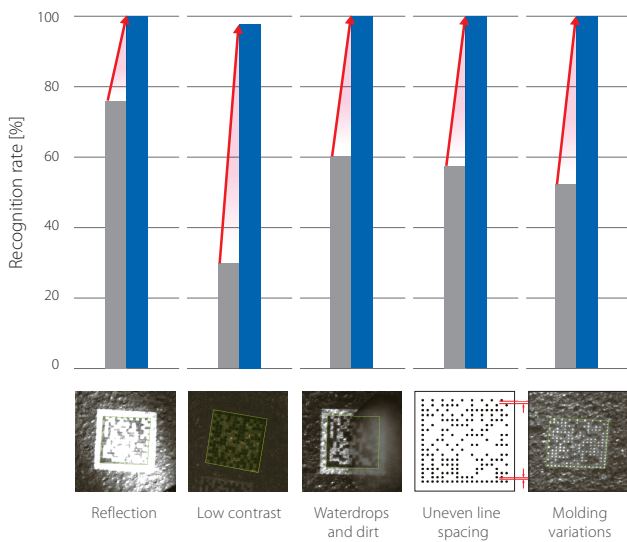 Recognition rate [%]
100
80
60
40
20
0
Reflection
Low contrast
Waterdrops
and dirt
Uneven line
spacing
Molding
variations